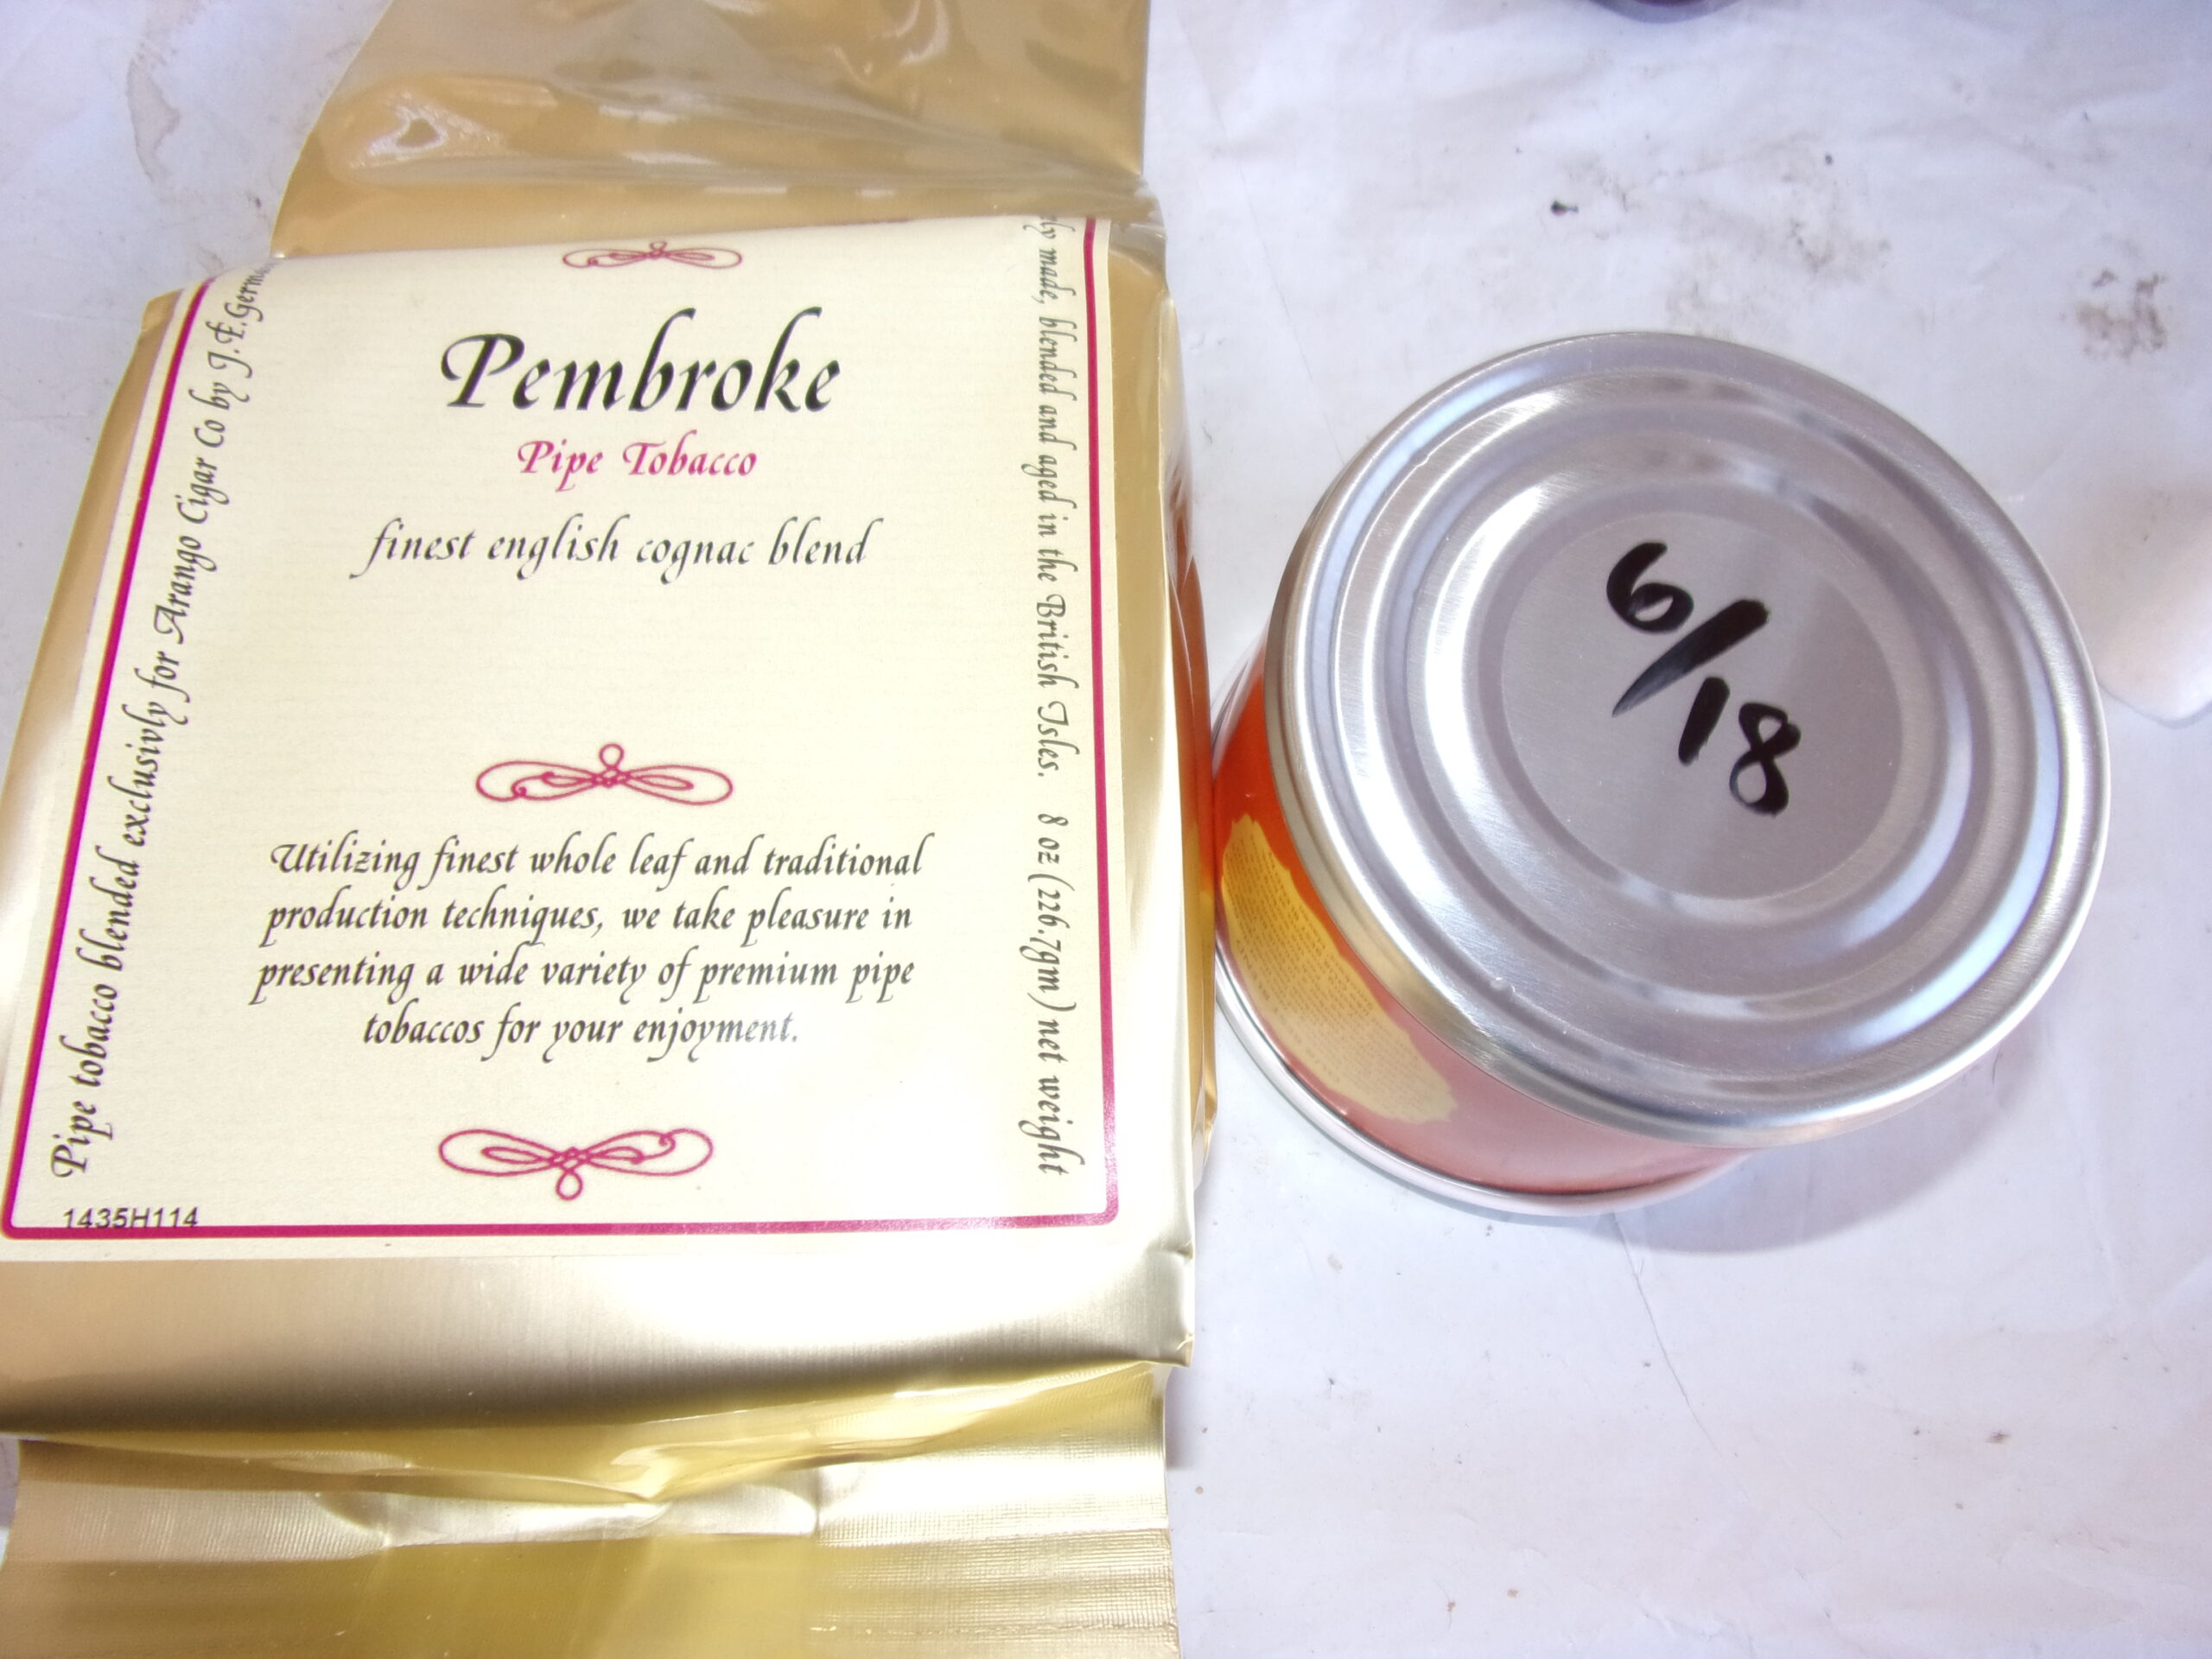 Pembroke
Pipe Tobacco
finest english cognac blend
Utilizing finest whole leaf and traditional
production techniques, we take pleasure in
presenting a wide variety of premium pipe
tobaccos for your enjoyment.
Pipe tobacco blended exclusivly for Arango Cigar Co by J.F.
made, blended and aged in the British Isles. 8 oz (226.7gm) net weight
1435H114
6/18